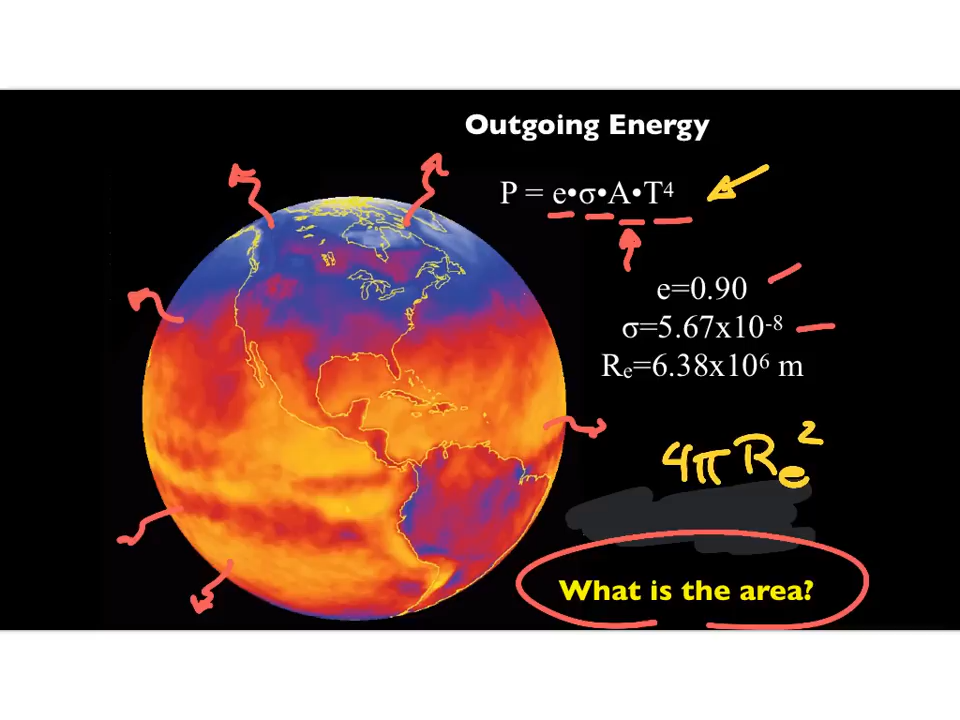 Outgoing Energy
P = e•σ•A•T⁴
e=0.90
σ=5.67x10⁻⁸
Rₑ=6.38x10⁶ m
4πRₑ²
What is the area?